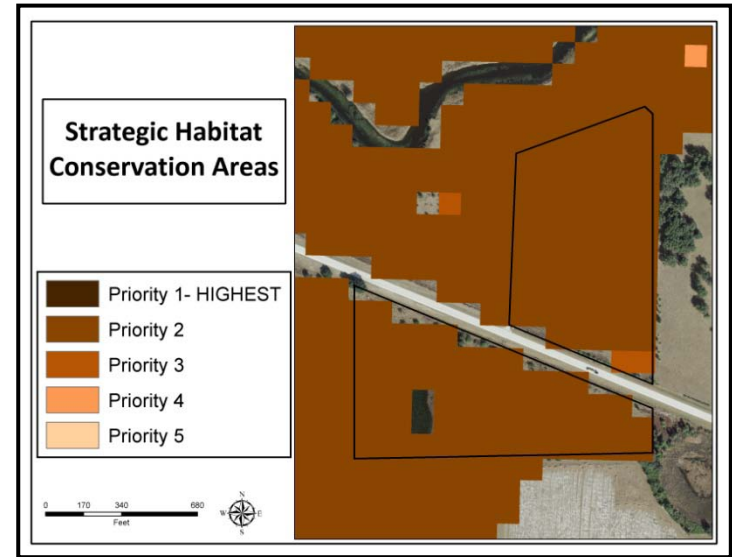 Strategic Habitat
Conservation Areas
Priority 1- HIGHEST
Priority 2
Priority 3
Priority 4
Priority 5
0 170 340 680
Feet
N
W E
S